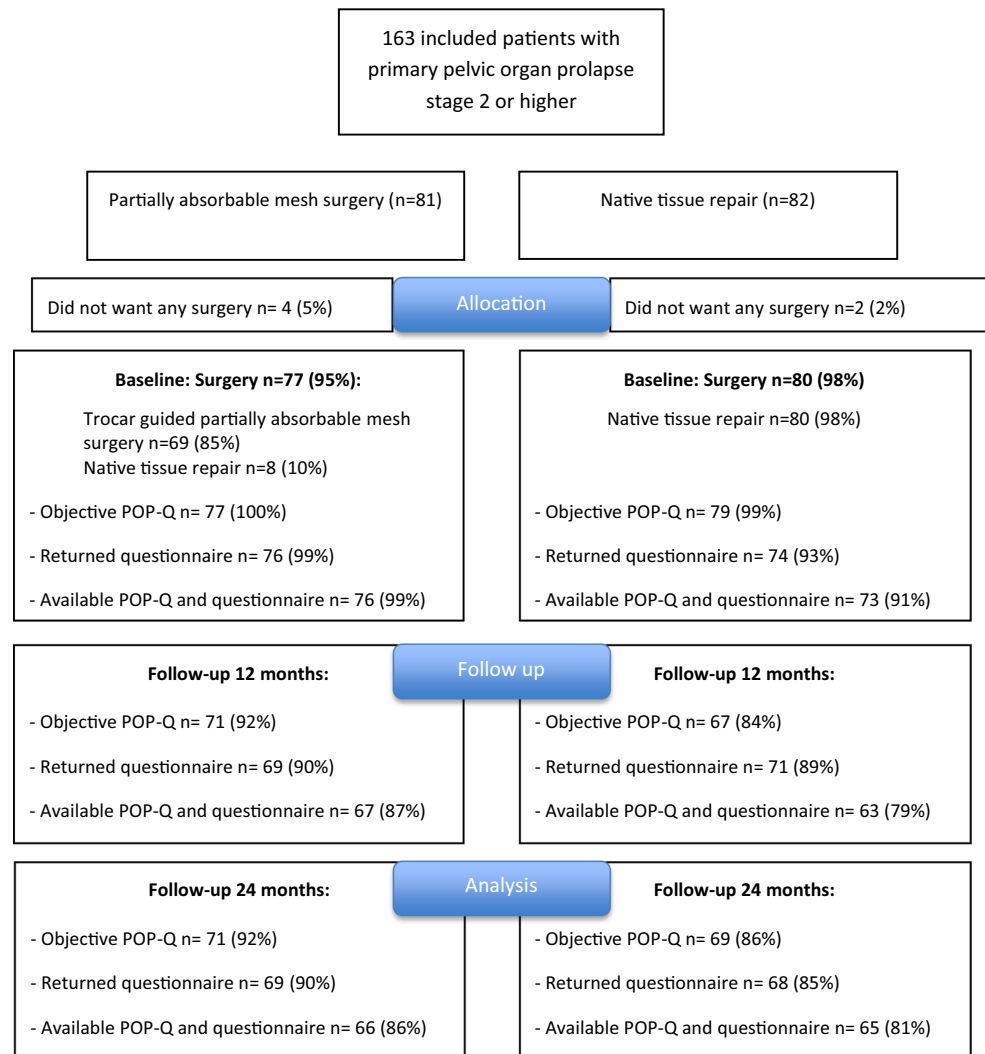 163 included patients with
primary pelvic organ prolapse
stage 2 or higher
Partially absorbable mesh surgery (n=81)
Native tissue repair (n=82)
Did not want any surgery n= 4 (5%)
Allocation
Did not want any surgery n=2 (2%)
Baseline: Surgery n=77 (95%):
Trocar guided partially absorbable mesh
surgery n=69 (85%)
Native tissue repair n=8 (10%)
- Objective POP-Q n= 77 (100%)
- Returned questionnaire n= 76 (99%)
- Available POP-Q and questionnaire n= 76 (99%)
Baseline: Surgery n=80 (98%)
Native tissue repair n=80 (98%)
- Objective POP-Q n= 79 (99%)
- Returned questionnaire n= 74 (93%)
- Available POP-Q and questionnaire n= 73 (91%)
Follow up
Follow-up 12 months:
- Objective POP-Q n= 71 (92%)
- Returned questionnaire n= 69 (90%)
- Available POP-Q and questionnaire n= 67 (87%)
Follow-up 12 months:
- Objective POP-Q n= 67 (84%)
- Returned questionnaire n= 71 (89%)
- Available POP-Q and questionnaire n= 63 (79%)
Analysis
Follow-up 24 months:
- Objective POP-Q n= 71 (92%)
- Returned questionnaire n= 69 (90%)
- Available POP-Q and questionnaire n= 66 (86%)
Follow-up 24 months:
- Objective POP-Q n= 69 (86%)
- Returned questionnaire n= 68 (85%)
- Available POP-Q and questionnaire n= 65 (81%)